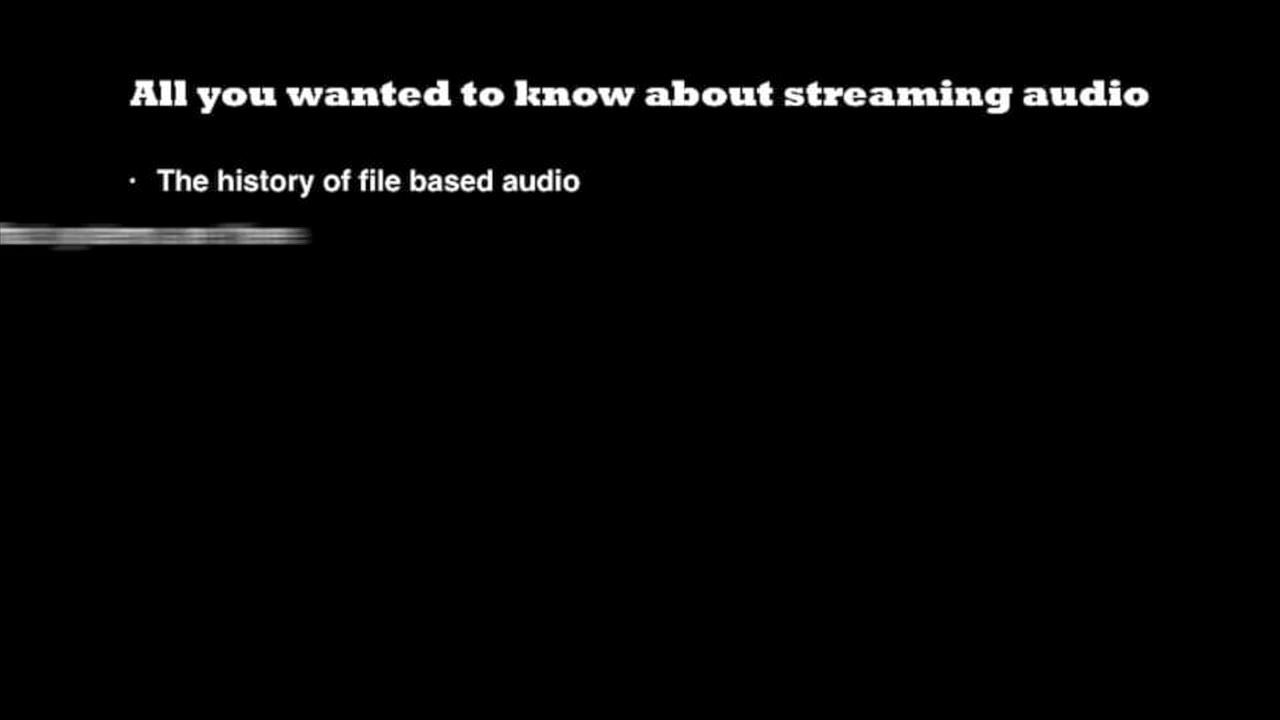 All you wanted to know about streaming audio
· The history of file based audio